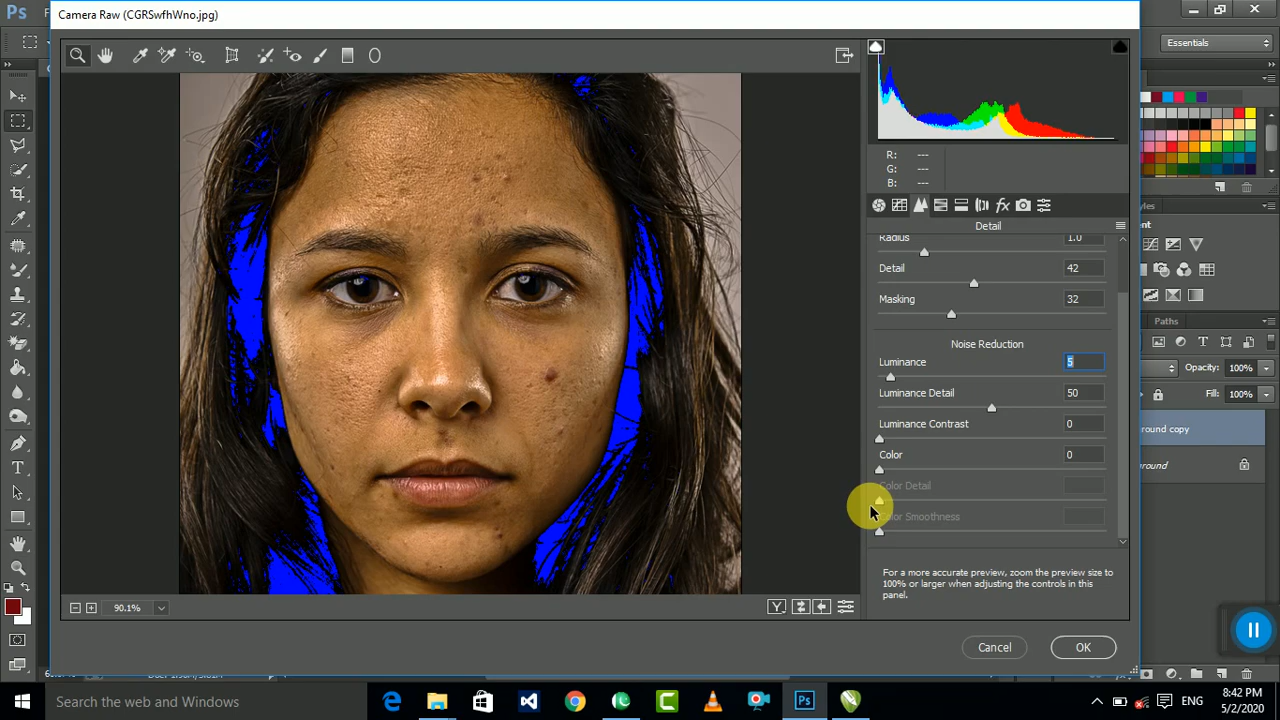 Ps
Camera Raw (CGRSwfhWno.jpg)
Essentials
R: ---
G: ---
B: ---
Detail
Radius 1.0
Detail 42
Masking 32
Noise Reduction
Luminance 5
Luminance Detail 50
Luminance Contrast 0
Color 0
Color Detail
Color Smoothness
For a more accurate preview, zoom the preview size to
100% or larger when adjusting the controls in this
panel.
Paths
Opacity: 100%
Fill: 100%
round copy
ground
90.1%
Y
Cancel
OK
Search the web and Windows
ENG
8:42 PM
5/2/2020